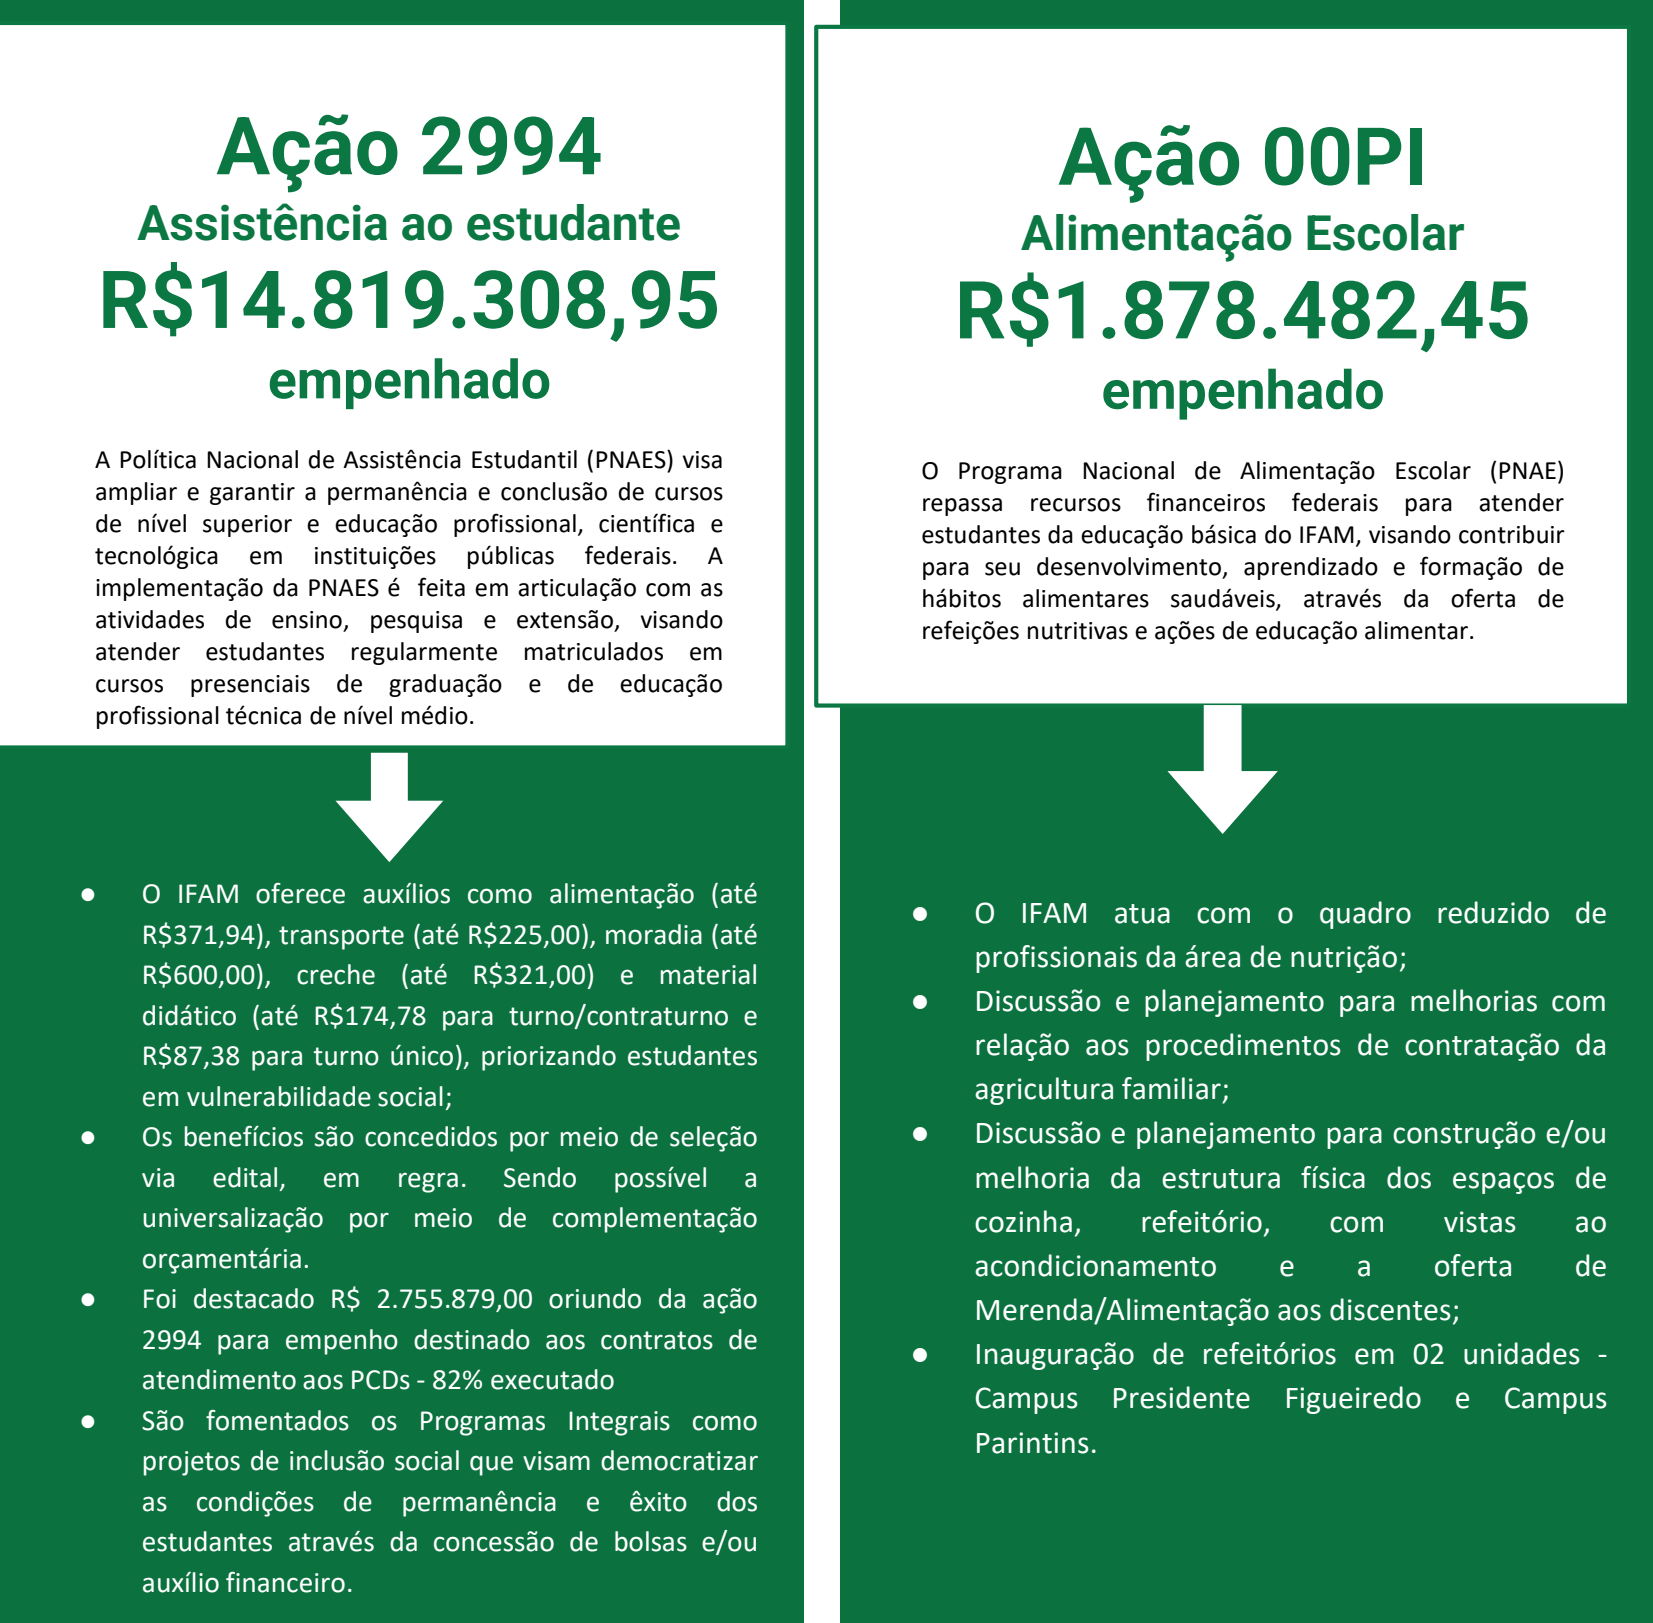 Ação 2994
Assistência ao estudante
R$14.819.308,95
empenhado
A Política Nacional de Assistência Estudantil (PNAES) visa
ampliar e garantir a permanência e conclusão de cursos
de nível superior e educação profissional, científica e
tecnológica em instituições públicas federais. A
implementação da PNAES é feita em articulação com as
atividades de ensino, pesquisa e extensão, visando
atender estudantes regularmente matriculados em
cursos presenciais de graduação e de educação
profissional técnica de nível médio.
● O IFAM oferece auxílios como alimentação (até
R$371,94), transporte (até R$225,00), moradia (até
R$600,00), creche (até R$321,00) e material
didático (até R$174,78 para turno/contraturno e
R$87,38 para turno único), priorizando estudantes
em vulnerabilidade social;
● Os benefícios são concedidos por meio de seleção
via edital, em regra. Sendo possível a
universalização por meio de complementação
orçamentária.
● Foi destacado R$ 2.755.879,00 oriundo da ação
2994 para empenho destinado aos contratos de
atendimento aos PCDs - 82% executado
● São fomentados os Programas Integrais como
projetos de inclusão social que visam democratizar
as condições de permanência e êxito dos
estudantes através da concessão de bolsas e/ou
auxílio financeiro.
Ação 00PI
Alimentação Escolar
R$1.878.482,45
empenhado
O Programa Nacional de Alimentação Escolar (PNAE)
repassa recursos financeiros federais para atender
estudantes da educação básica do IFAM, visando contribuir
para seu desenvolvimento, aprendizado e formação de
hábitos alimentares saudáveis, através da oferta de
refeições nutritivas e ações de educação alimentar.
● O IFAM atua com o quadro reduzido de
profissionais da área de nutrição;
● Discussão e planejamento para melhorias com
relação aos procedimentos de contratação da
agricultura familiar;
● Discussão e planejamento para construção e/ou
melhoria da estrutura física dos espaços de
cozinha, refeitório, com vistas ao
acondicionamento e a oferta de
Merenda/Alimentação aos discentes;
● Inauguração de refeitórios em 02 unidades -
Campus Presidente Figueiredo e Campus
Parintins.